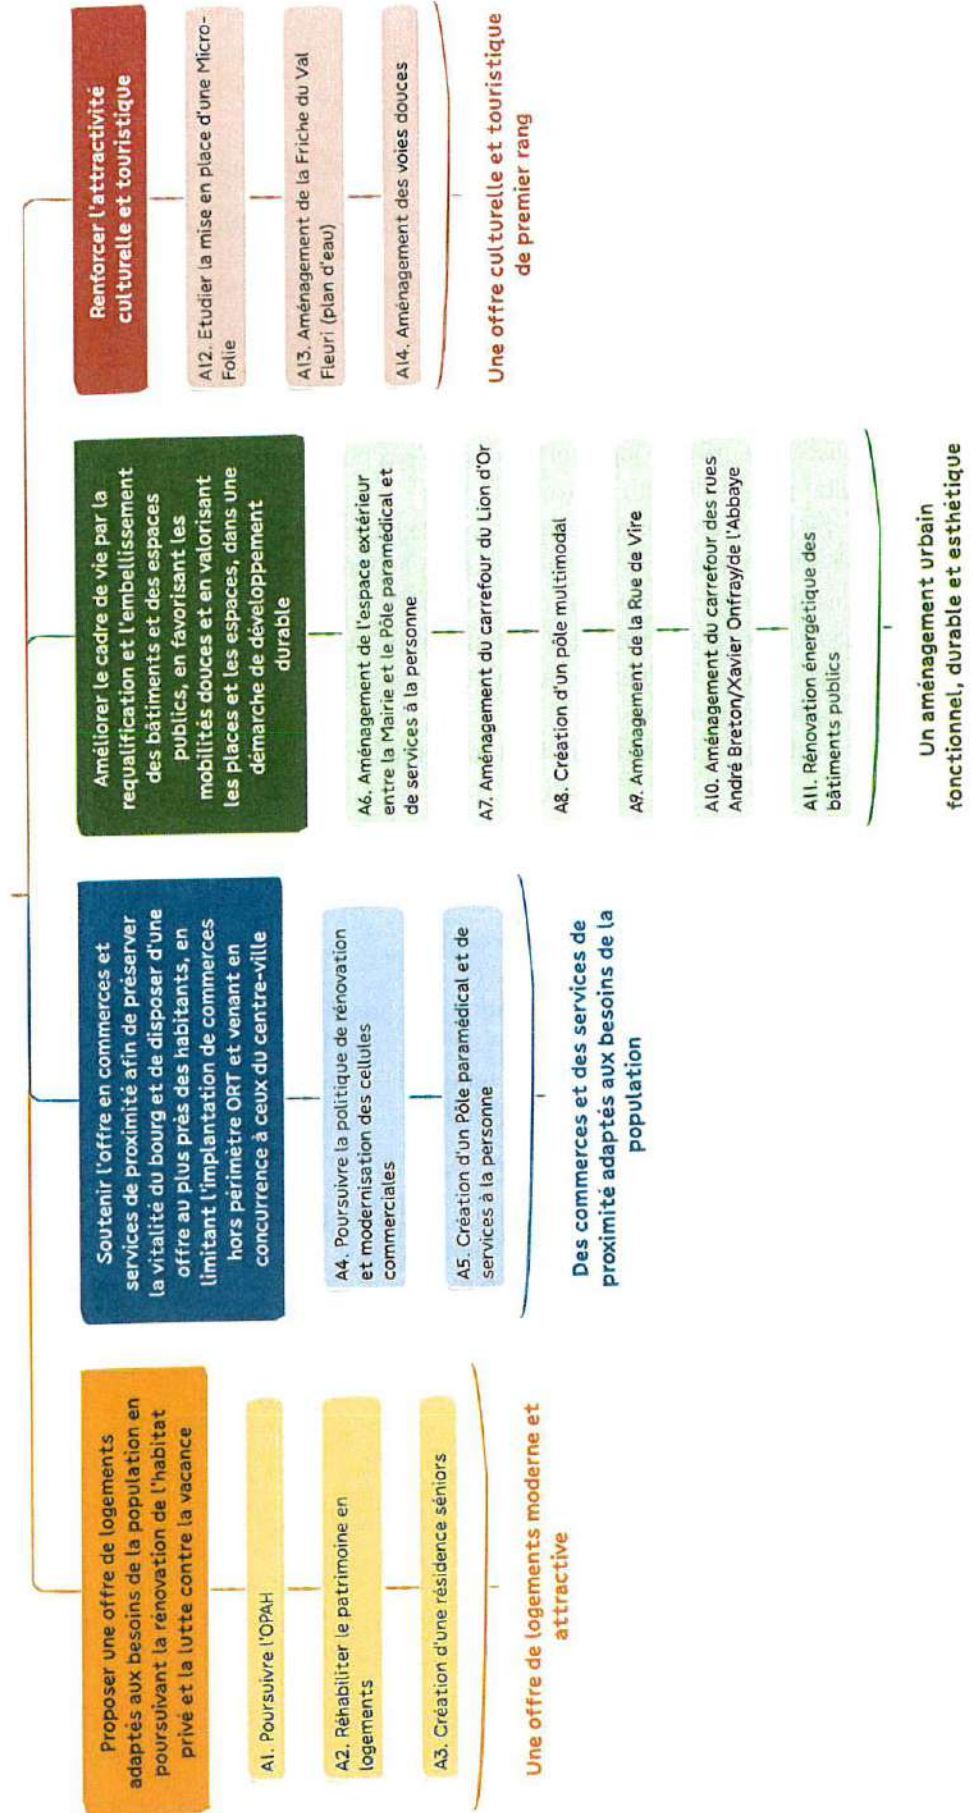 Proposer une offre de logements
adaptés aux besoins de la population en
poursuivant la rénovation de l'habitat
privé et la lutte contre la vacance
A1. Poursuivre l'OPAH
A2. Réhabiliter le patrimoine en
logements
A3. Création d'une résidence séniors
Une offre de logements moderne et
attractive
Soutenir l'offre en commerces et
services de proximité afin de préserver
la vitalité du bourg et de disposer d'une
offre au plus près des habitants, en
limitant l'implantation de commerces
hors périmètre ORT et venant en
concurrence à ceux du centre-ville
A4. Poursuivre la politique de rénovation
et modernisation des cellules
commerciales
A5. Création d'un Pôle paramédical et de
services à la personne
Des commerces et des services de
proximité adaptés aux besoins de la
population
Améliorer le cadre de vie par la
requalification et l'embellissement
des bâtiments et des espaces
publics, en favorisant les
mobilités douces et en valorisant
les places et les espaces, dans une
démarche de développement
durable
A6. Aménagement de l'espace extérieur
entre la Mairie et le Pôle paramédical et
de services à la personne
A7. Aménagement du carrefour du Lion d'Or
A8. Création d'un pôle multimodal
A9. Aménagement de la Rue de Vire
A10. Aménagement du carrefour des rues
André Breton/Xavier Onfray/de l'Abbaye
A11. Rénovation énergétique des
bâtiments publics
Un aménagement urbain
fonctionnel, durable et esthétique
Renforcer l'attractivité
culturelle et touristique
A12. Etudier la mise en place d'une Micro-
Folie
A13. Aménagement de la Friche du Val
Fleuri (plan d'eau)
A14. Aménagement des voies douces
Une offre culturelle et touristique
de premier rang